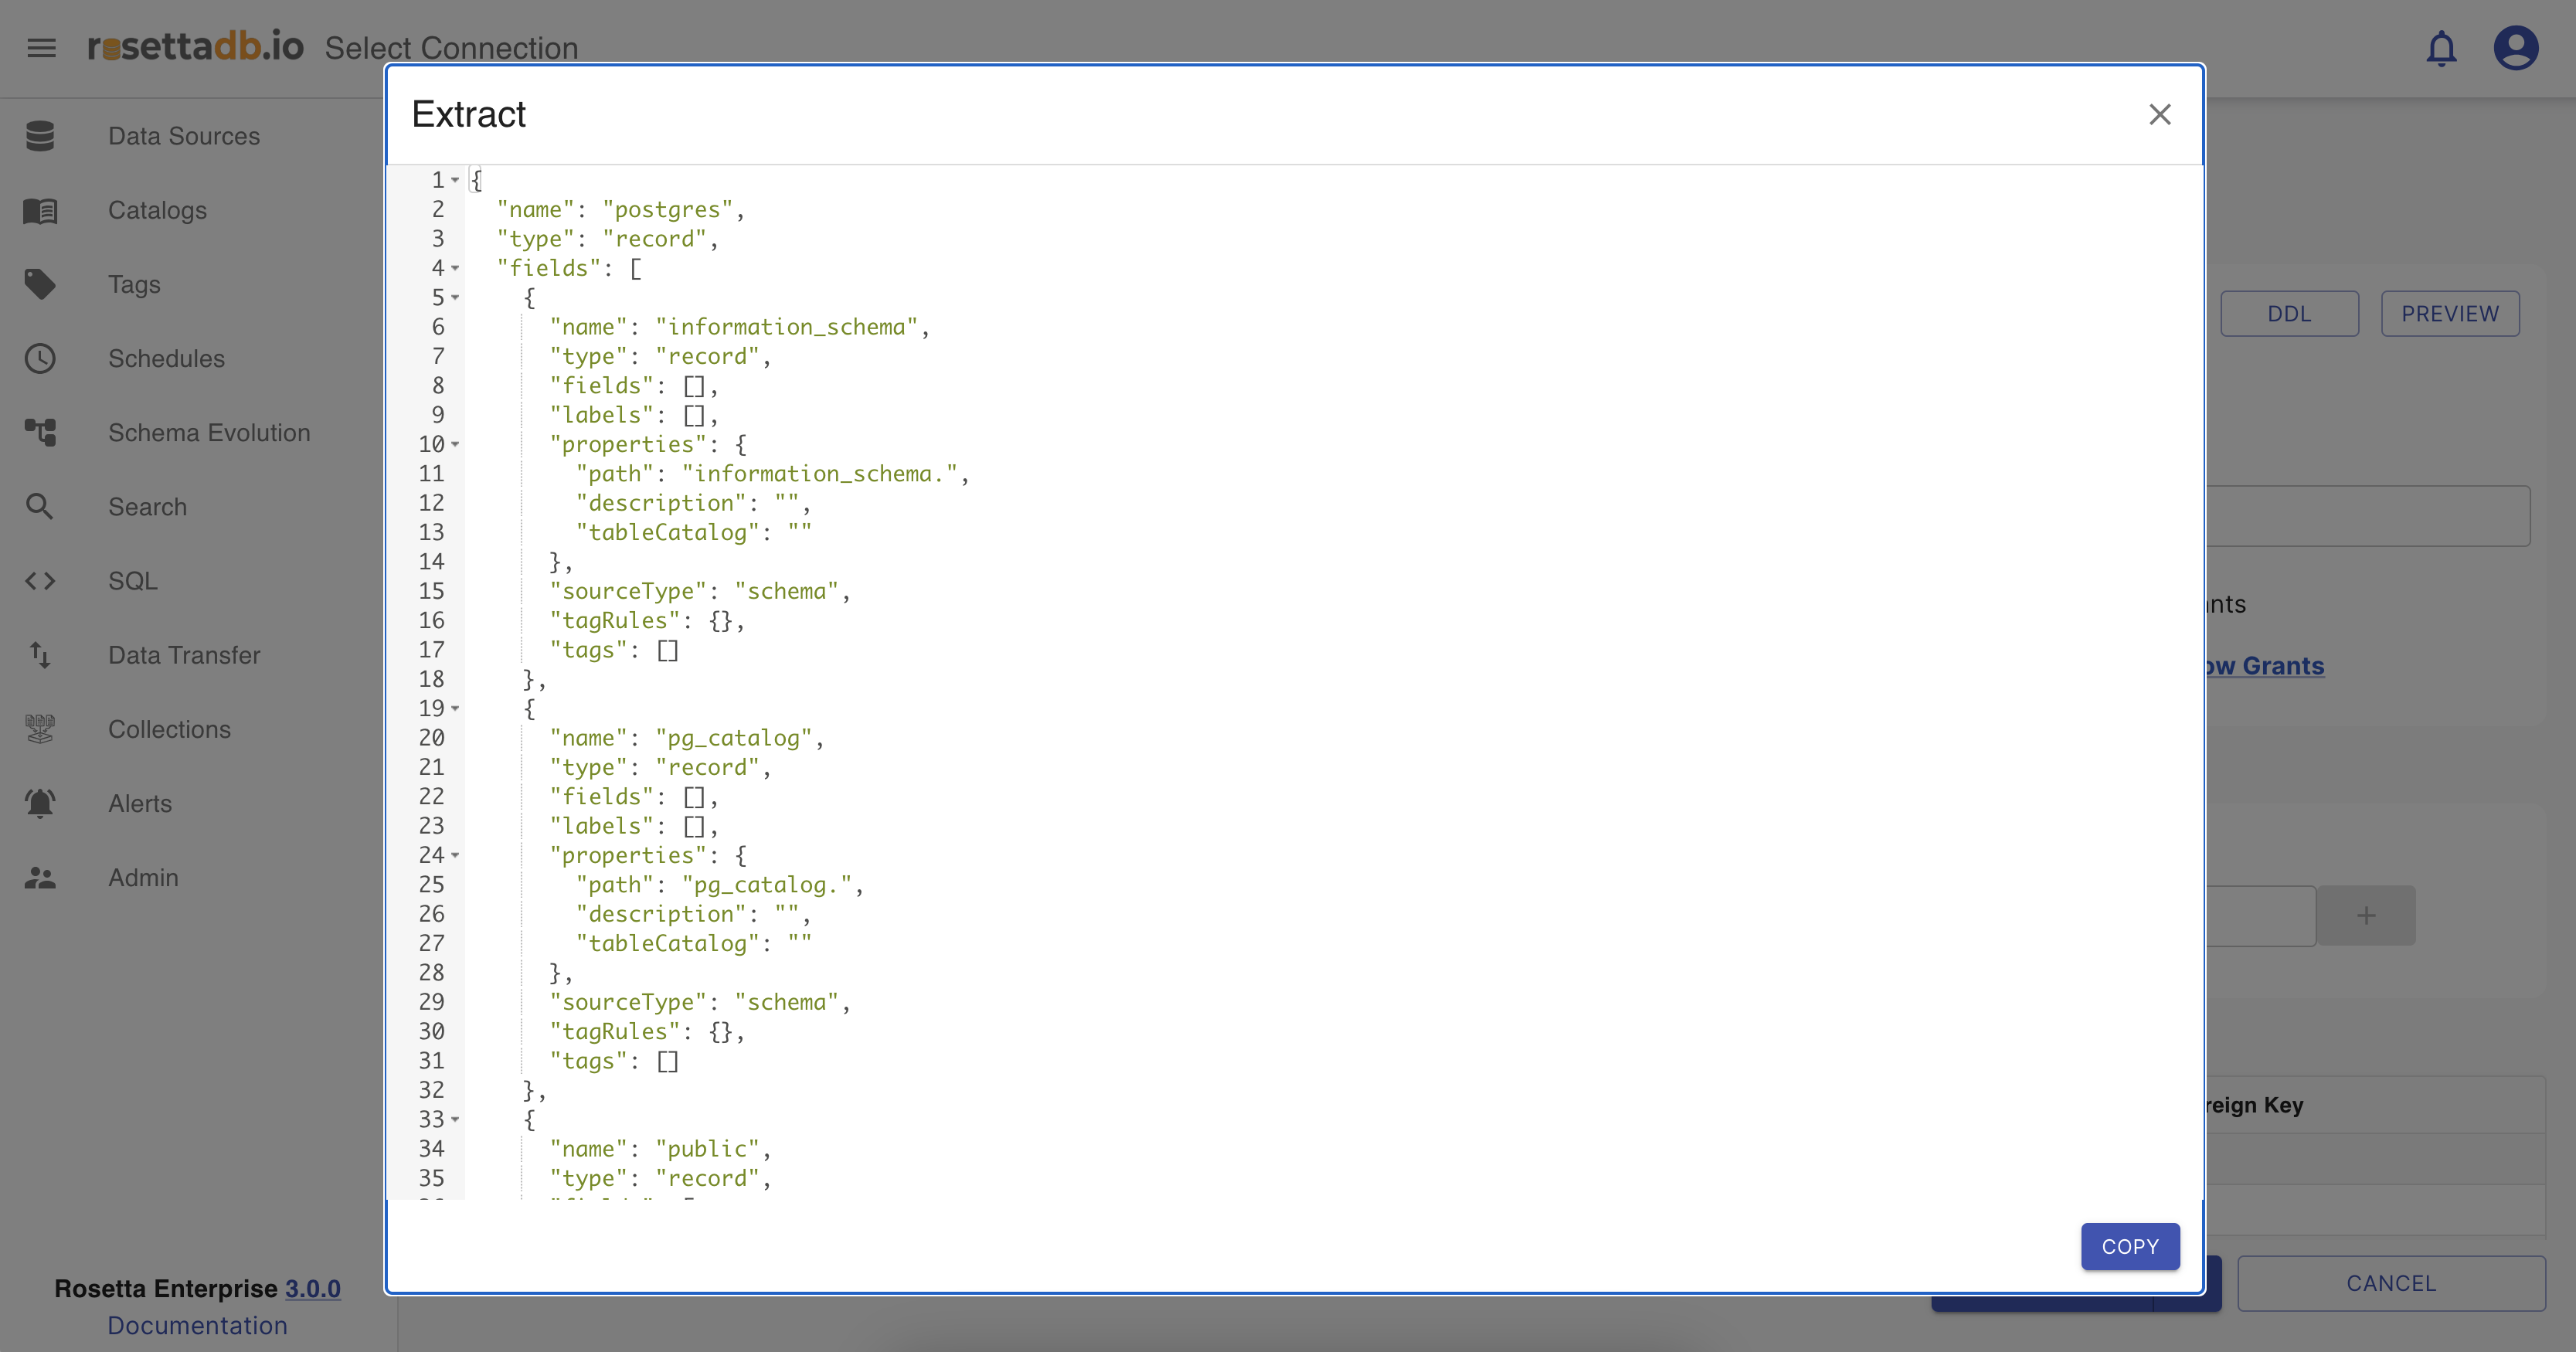 rosettadb.io Select Connection
Data Sources
Catalogs
Tags
Schedules
Schema Evolution
Search
SQL
Data Transfer
Collections
Alerts
Admin
Rosetta Enterprise 3.0.0
Documentation
Extract
1 {
2 "name": "postgres",
3 "type": "record",
4 "fields": [
5 {
6 "name": "information_schema",
7 "type": "record",
8 "fields": [],
9 "labels": [],
10 "properties": {
11 "path": "information_schema.",
12 "description": "",
13 "tableCatalog": ""
14 },
15 "sourceType": "schema",
16 "tagRules": {},
17 "tags": []
18 },
19 {
20 "name": "pg_catalog",
21 "type": "record",
22 "fields": [],
23 "labels": [],
24 "properties": {
25 "path": "pg_catalog.",
26 "description": "",
27 "tableCatalog": ""
28 },
29 "sourceType": "schema",
30 "tagRules": {},
31 "tags": []
32 },
33 {
34 "name": "public",
35 "type": "record",
COPY
DDL
PREVIEW
Grants
Key
CANCEL